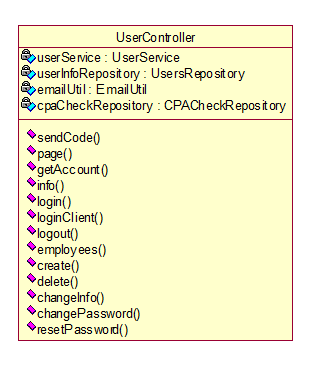 UserController
userService : UserService
userInfoRepository : UsersRepository
emailUtil : EmailUtil
cpaCheckRepository : CPACheckRepository
sendCode()
page()
getAccount()
info()
login()
loginClient()
logout()
employees()
create()
delete()
changeInfo()
changePassword()
resetPassword()